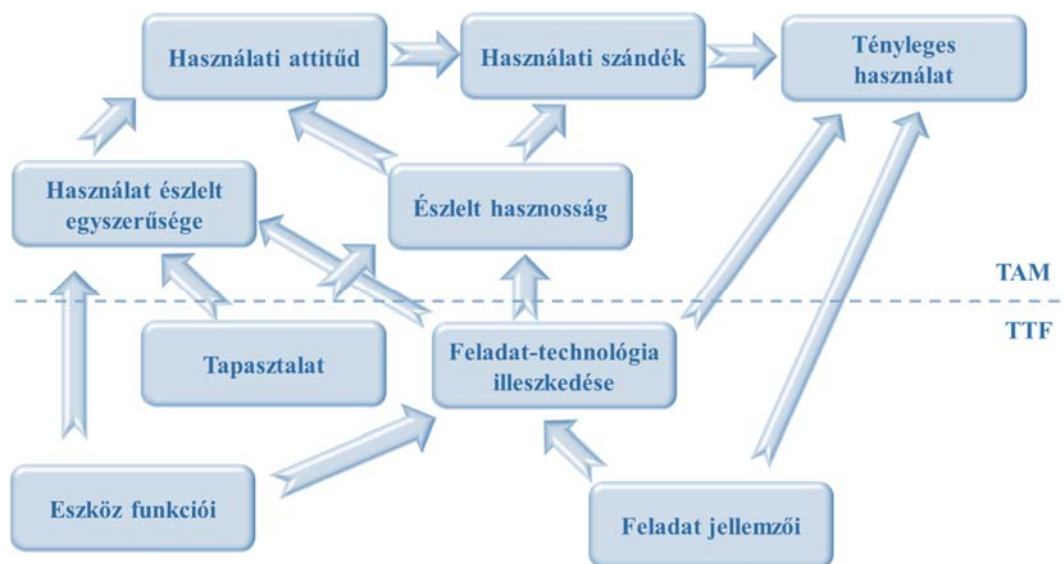 Használati attitűd
Használati szándék
Tényleges
használat
Használat észlelt
egyszerűsége
Észlelt hasznosság
TAM
TTF
Tapasztalat
Feladat-technológia
illeszkedése
Eszköz funkciói
Feladat jellemzői